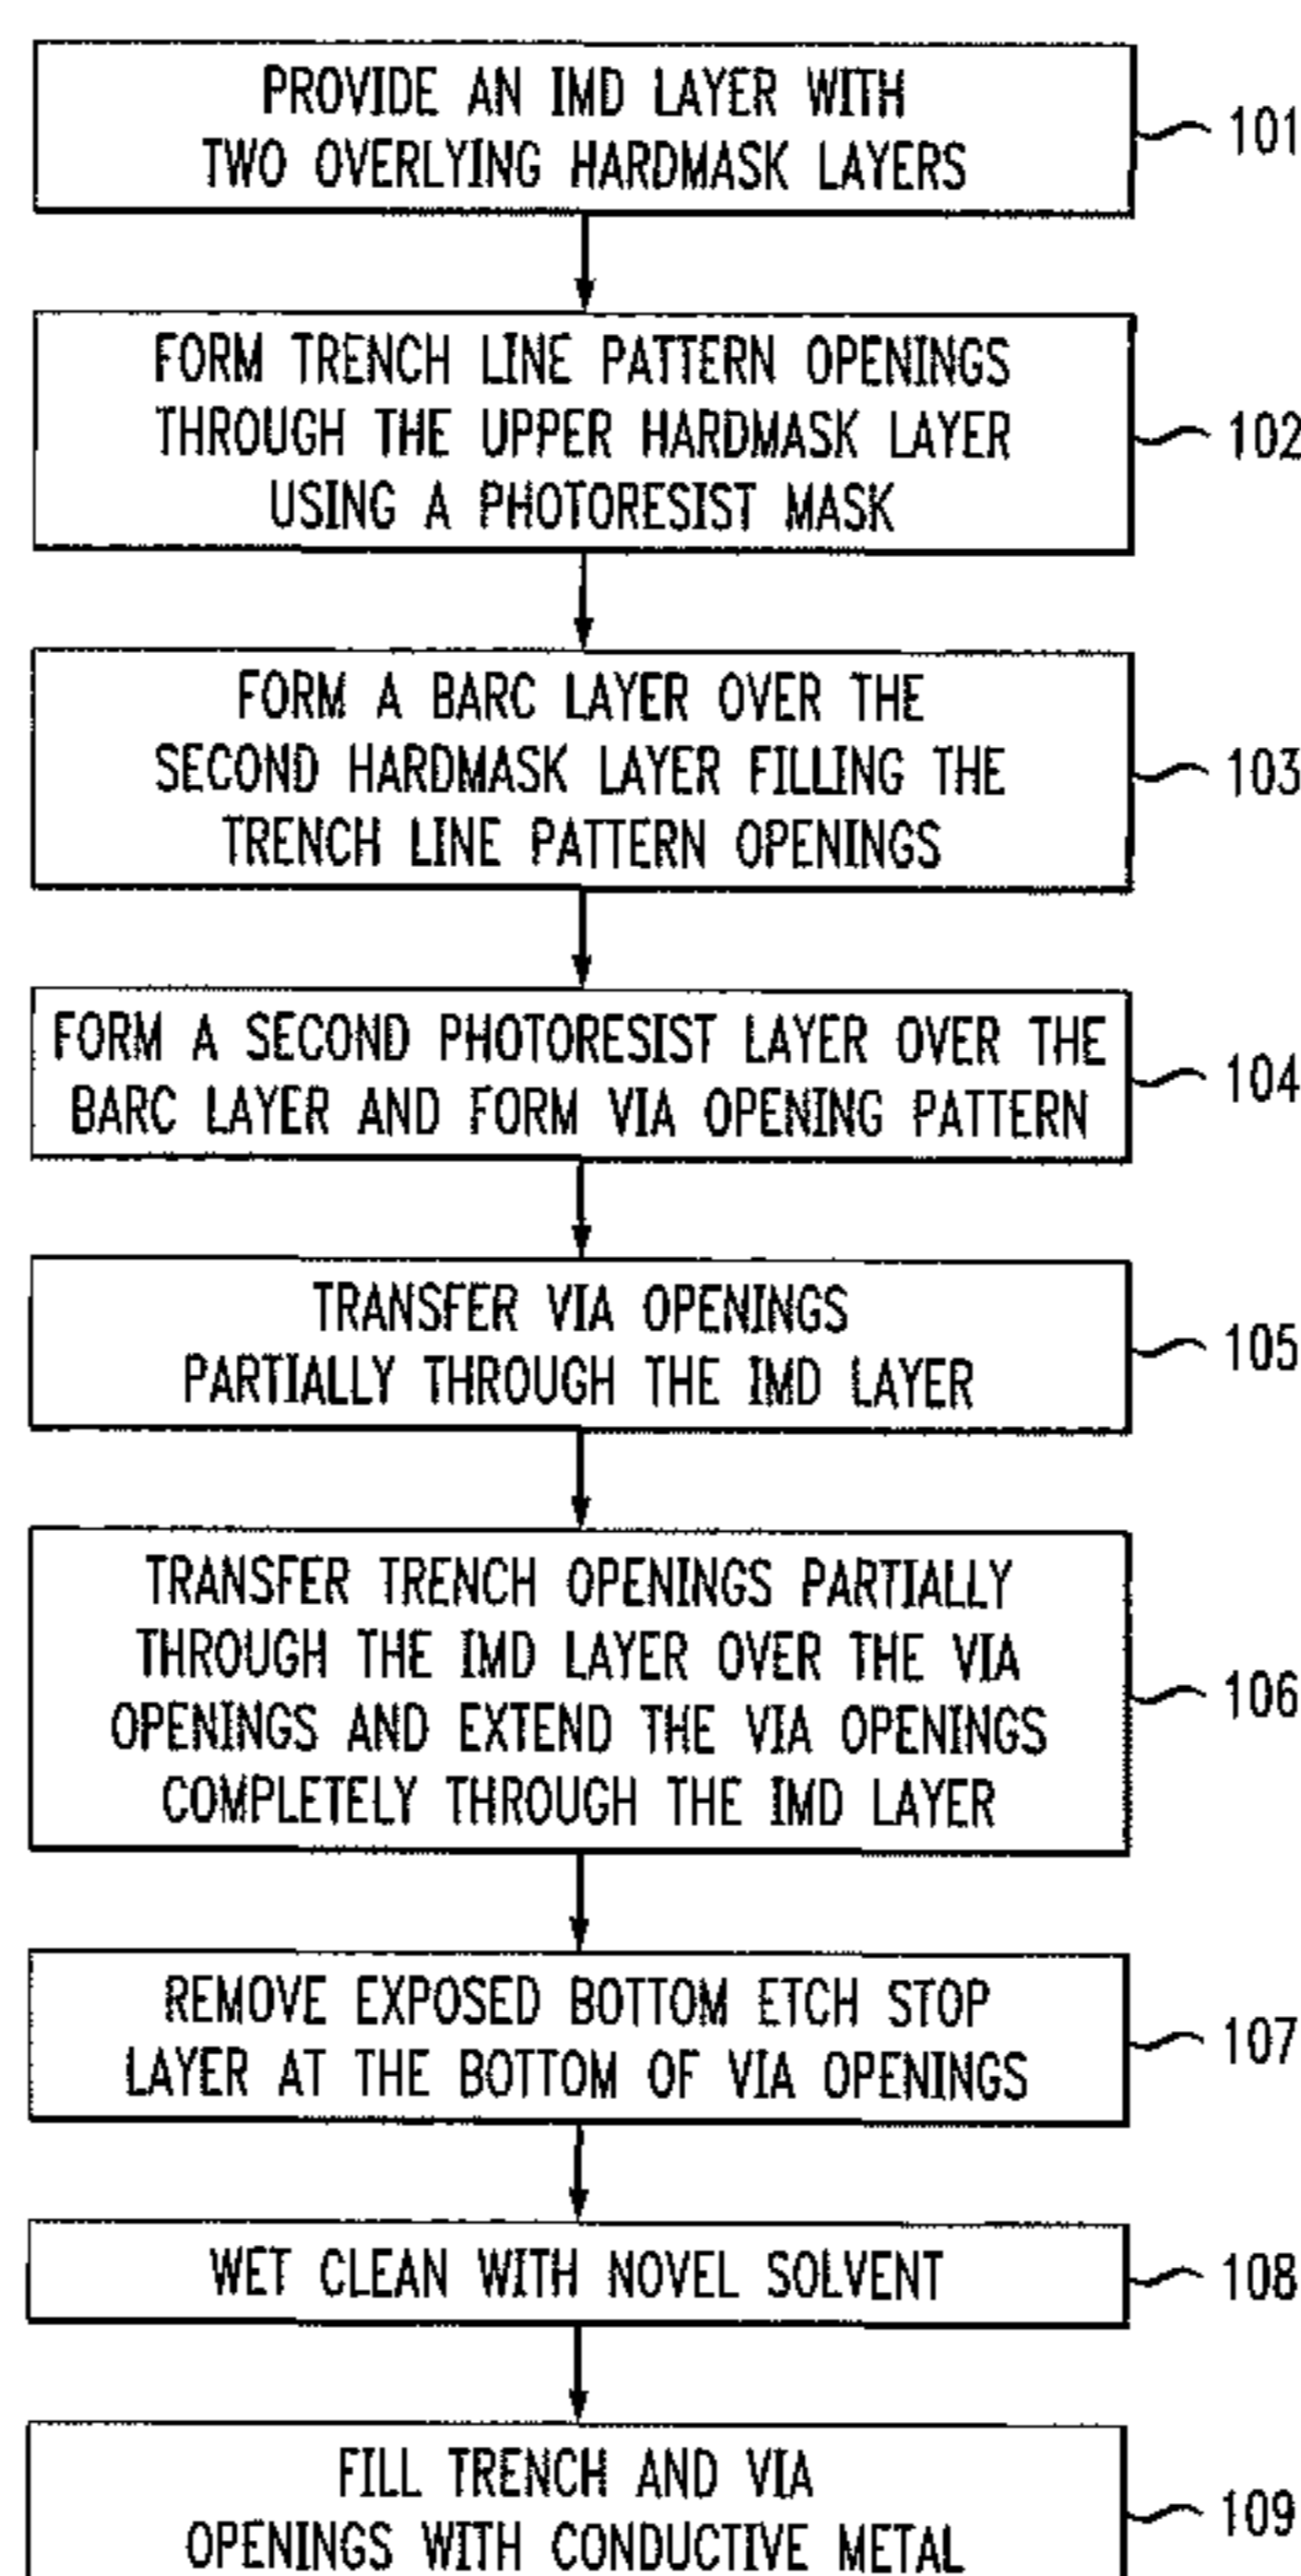 PROVIDE AN IMD LAYER WITH
TWO OVERLYING HARDMASK LAYERS
101
FORM TRENCH LINE PATTERN OPENINGS
THROUGH THE UPPER HARDMASK LAYER
USING A PHOTORESIST MASK
102
FORM A BARC LAYER OVER THE
SECOND HARDMASK LAYER FILLING THE
TRENCH LINE PATTERN OPENINGS
103
FORM A SECOND PHOTORESIST LAYER OVER THE
BARC LAYER AND FORM VIA OPENING PATTERN
104
TRANSFER VIA OPENINGS
PARTIALLY THROUGH THE IMD LAYER
105
TRANSFER TRENCH OPENINGS PARTIALLY
THROUGH THE IMD LAYER OVER THE VIA
OPENINGS AND EXTEND THE VIA OPENINGS
COMPLETELY THROUGH THE IMD LAYER
106
REMOVE EXPOSED BOTTOM ETCH STOP
LAYER AT THE BOTTOM OF VIA OPENINGS
107
WET CLEAN WITH NOVEL SOLVENT
108
FILL TRENCH AND VIA
OPENINGS WITH CONDUCTIVE METAL
109